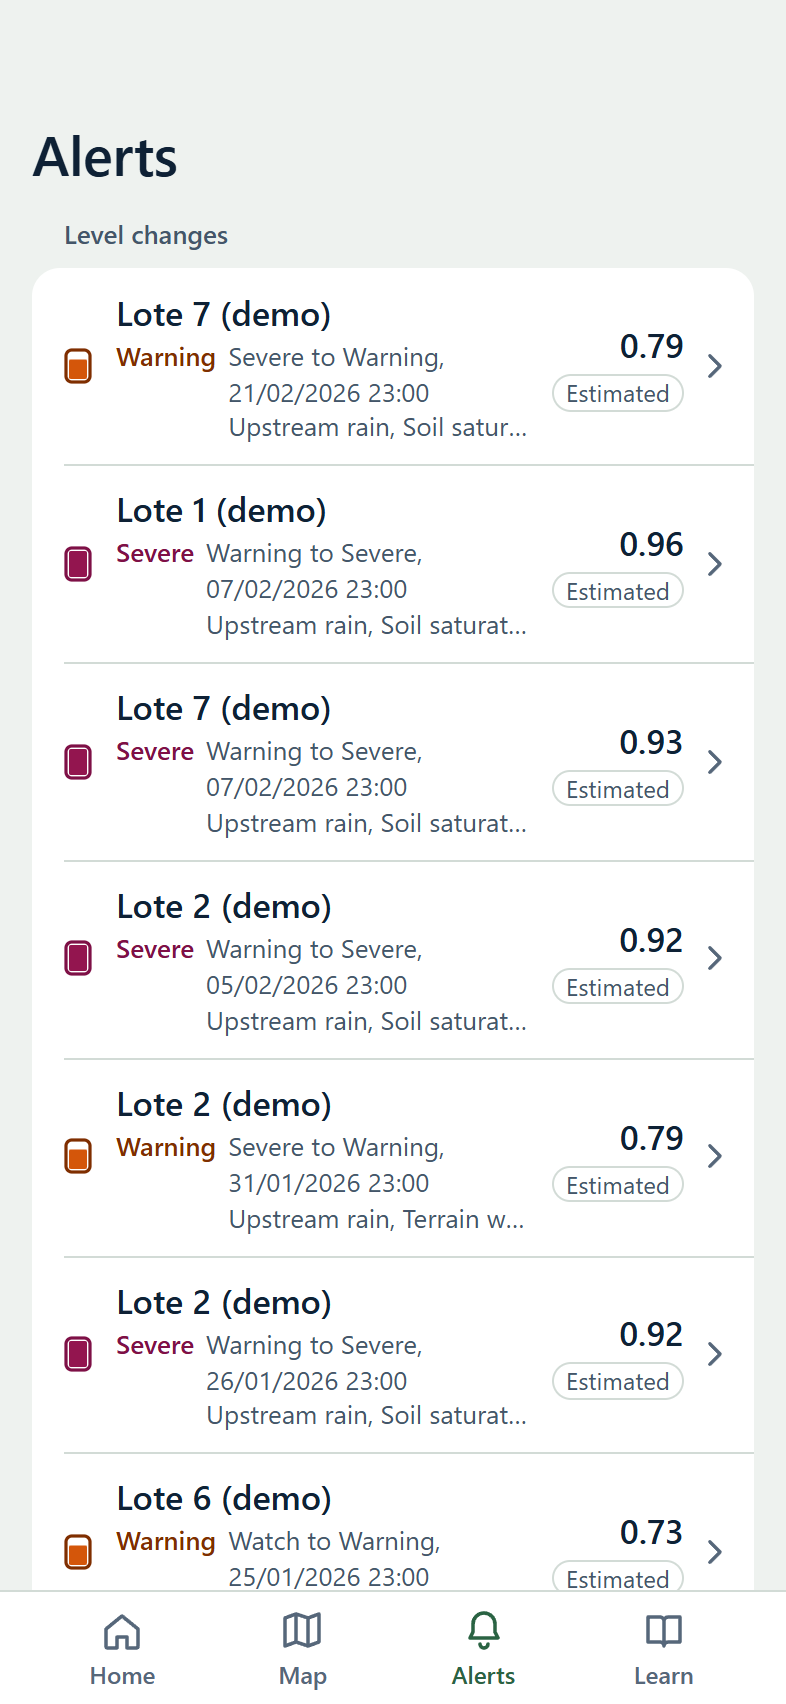 Alerts
Level changes
Lote 7 (demo)
Warning Severe to Warning,
21/02/2026 23:00
Upstream rain, Soil satur...
0.79
Estimated
Lote 1 (demo)
Severe Warning to Severe,
07/02/2026 23:00
Upstream rain, Soil saturat...
0.96
Estimated
Lote 7 (demo)
Severe Warning to Severe,
07/02/2026 23:00
Upstream rain, Soil saturat...
0.93
Estimated
Lote 2 (demo)
Severe Warning to Severe,
05/02/2026 23:00
Upstream rain, Soil saturat...
0.92
Estimated
Lote 2 (demo)
Warning Severe to Warning,
31/01/2026 23:00
Upstream rain, Terrain w...
0.79
Estimated
Lote 2 (demo)
Severe Warning to Severe,
26/01/2026 23:00
Upstream rain, Soil saturat...
0.92
Estimated
Lote 6 (demo)
Warning Watch to Warning,
25/01/2026 23:00
0.73
Estimated
Home Map Alerts Learn